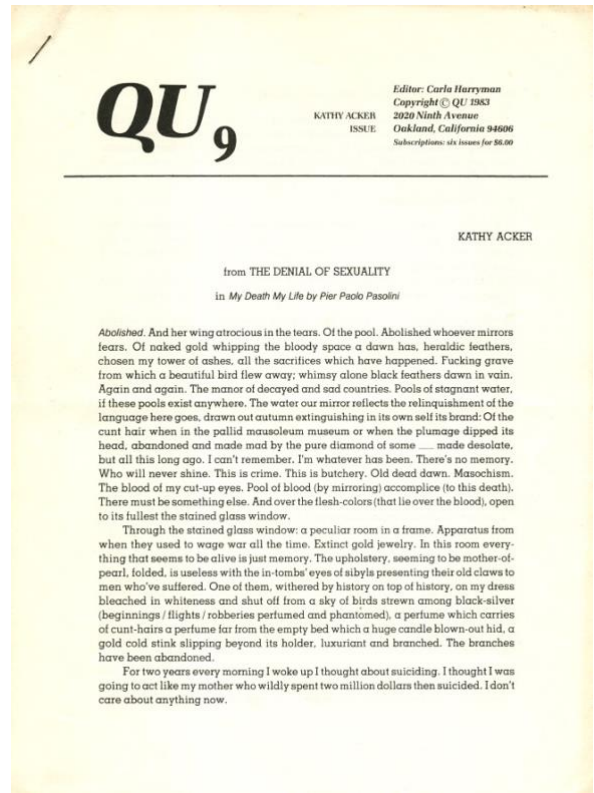 QU9
KATHY ACKER
ISSUE
Editor: Carla Harryman
Copyright © QU 1983
2020 Ninth Avenue
Oakland, California 94606
Subscriptions: six issues for $6.00
KATHY ACKER
from THE DENIAL OF SEXUALITY
in My Death My Life by Pier Paolo Pasolini
Abolished. And her wing atrocious in the tears. Of the pool. Abolished whoever mirrors
fears. Of naked gold whipping the bloody space a dawn has, heraldic feathers,
chosen my tower of ashes, all the sacrifices which have happened. Fucking grave
from which a beautiful bird flew away; whimsy alone black feathers dawn in vain.
Again and again. The manor of decayed and sad countries. Pools of stagnant water,
if these pools exist anywhere. The water our mirror reflects the relinquishment of the
language here goes, drawn out autumn extinguishing in its own self its brand: Of the
cunt hair when in the pallid mausoleum museum or when the plumage dipped its
head, abandoned and made mad by the pure diamond of some ___ made desolate,
but all this long ago. I can't remember. I'm whatever has been. There's no memory.
Who will never shine. This is crime. This is butchery. Old dead dawn. Masochism.
The blood of my cut-up eyes. Pool of blood (by mirroring) accomplice (to this death).
There must be something else. And over the flesh-colors (that lie over the blood), open
to its fullest the stained glass window.
Through the stained glass window: a peculiar room in a frame. Apparatus from
when they used to wage war all the time. Extinct gold jewelry. In this room every-
thing that seems to be alive is just memory. The upholstery, seeming to be mother-of-
pearl, folded, is useless with the in-tombs' eyes of sibyls presenting their old claws to
men who've suffered. One of them, withered by history on top of history, on my dress
bleached in whiteness and shut off from a sky of birds strewn among black-silver
(beginnings / flights / robberies perfumed and phantomed), a perfume which carries
of cunt-hairs a perfume far from the empty bed which a huge candle blown-out hid, a
gold cold stink slipping beyond its holder, luxuriant and branched. The branches
have been abandoned.
For two years every morning I woke up I thought about suiciding. I thought I was
going to act like my mother who wildly spent two million dollars then suicided. I don't
care about anything now.